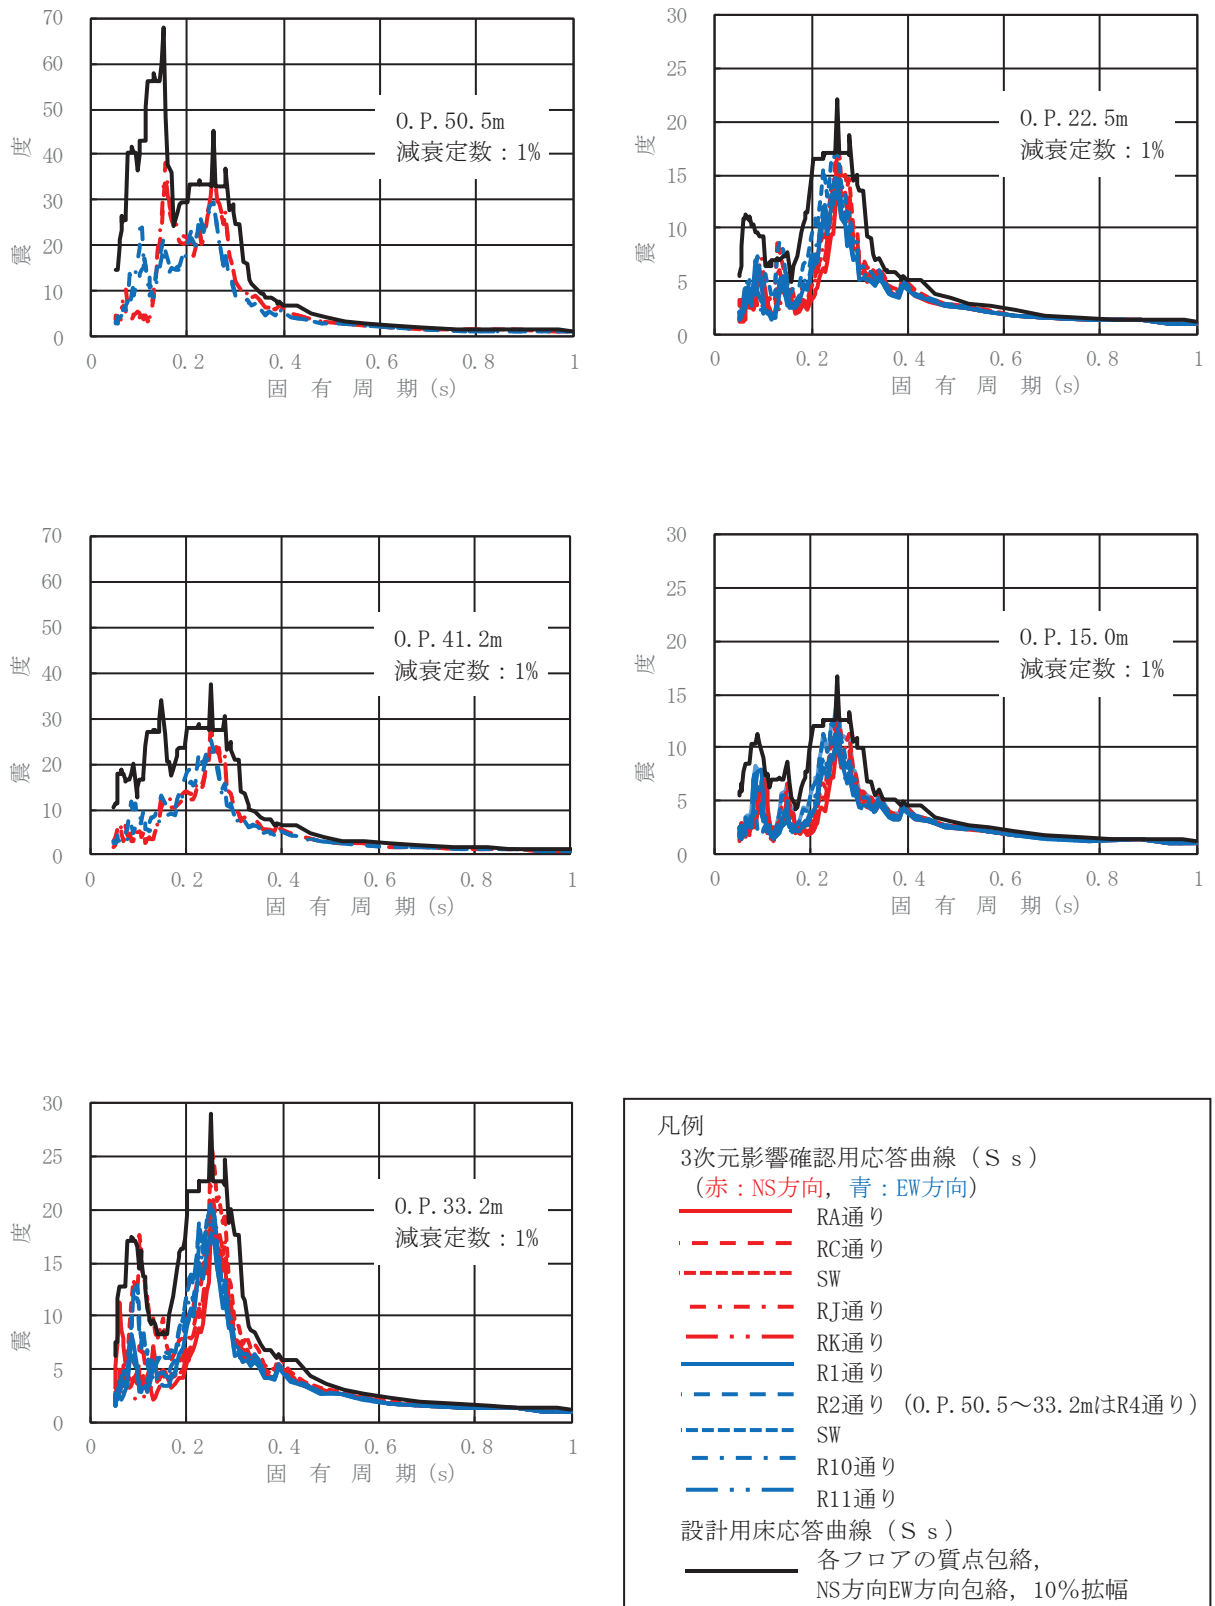 70
60
50
40
30
20
10
0
震 度
0 0.2 0.4 0.6 0.8 1
固 有 周 期(s)
O.P.50.5m
減衰定数：1%
30
25
20
15
10
5
0
震 度
0 0.2 0.4 0.6 0.8 1
固 有 周 期(s)
O.P.22.5m
減衰定数：1%
70
60
50
40
30
20
10
0
震 度
0 0.2 0.4 0.6 0.8 1
固 有 周 期(s)
O.P.41.2m
減衰定数：1%
30
25
20
15
10
5
0
震 度
0 0.2 0.4 0.6 0.8 1
固 有 周 期(s)
O.P.15.0m
減衰定数：1%
30
25
20
15
10
5
0
震 度
0 0.2 0.4 0.6 0.8 1
固 有 周 期(s)
O.P.33.2m
減衰定数：1%
凡例
3次元影響確認用応答曲線（Ｓｓ）
（赤：NS方向，青：EW方向）
RA通り
RC通り
SW
RJ通り
RK通り
R1通り
R2通り（O.P.50.5～33.2mはR4通り）
SW
R10通り
R11通り
設計用床応答曲線（Ｓｓ）
各フロアの質点包絡，
NS方向EW方向包絡，10％拡幅